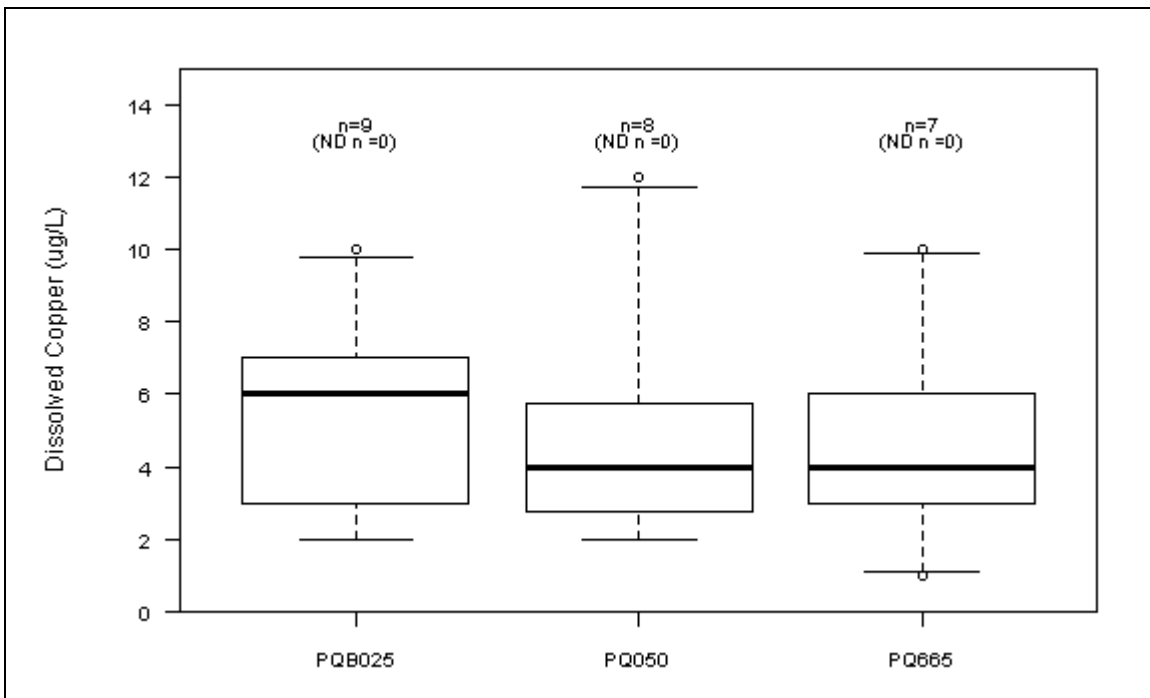 14
12
10
8
6
4
2
0
Dissolved Copper (ug/L)
n=9
(ND n =0)
n=8
(ND n =0)
n=7
(ND n =0)
PQB025
PQ050
PQ665